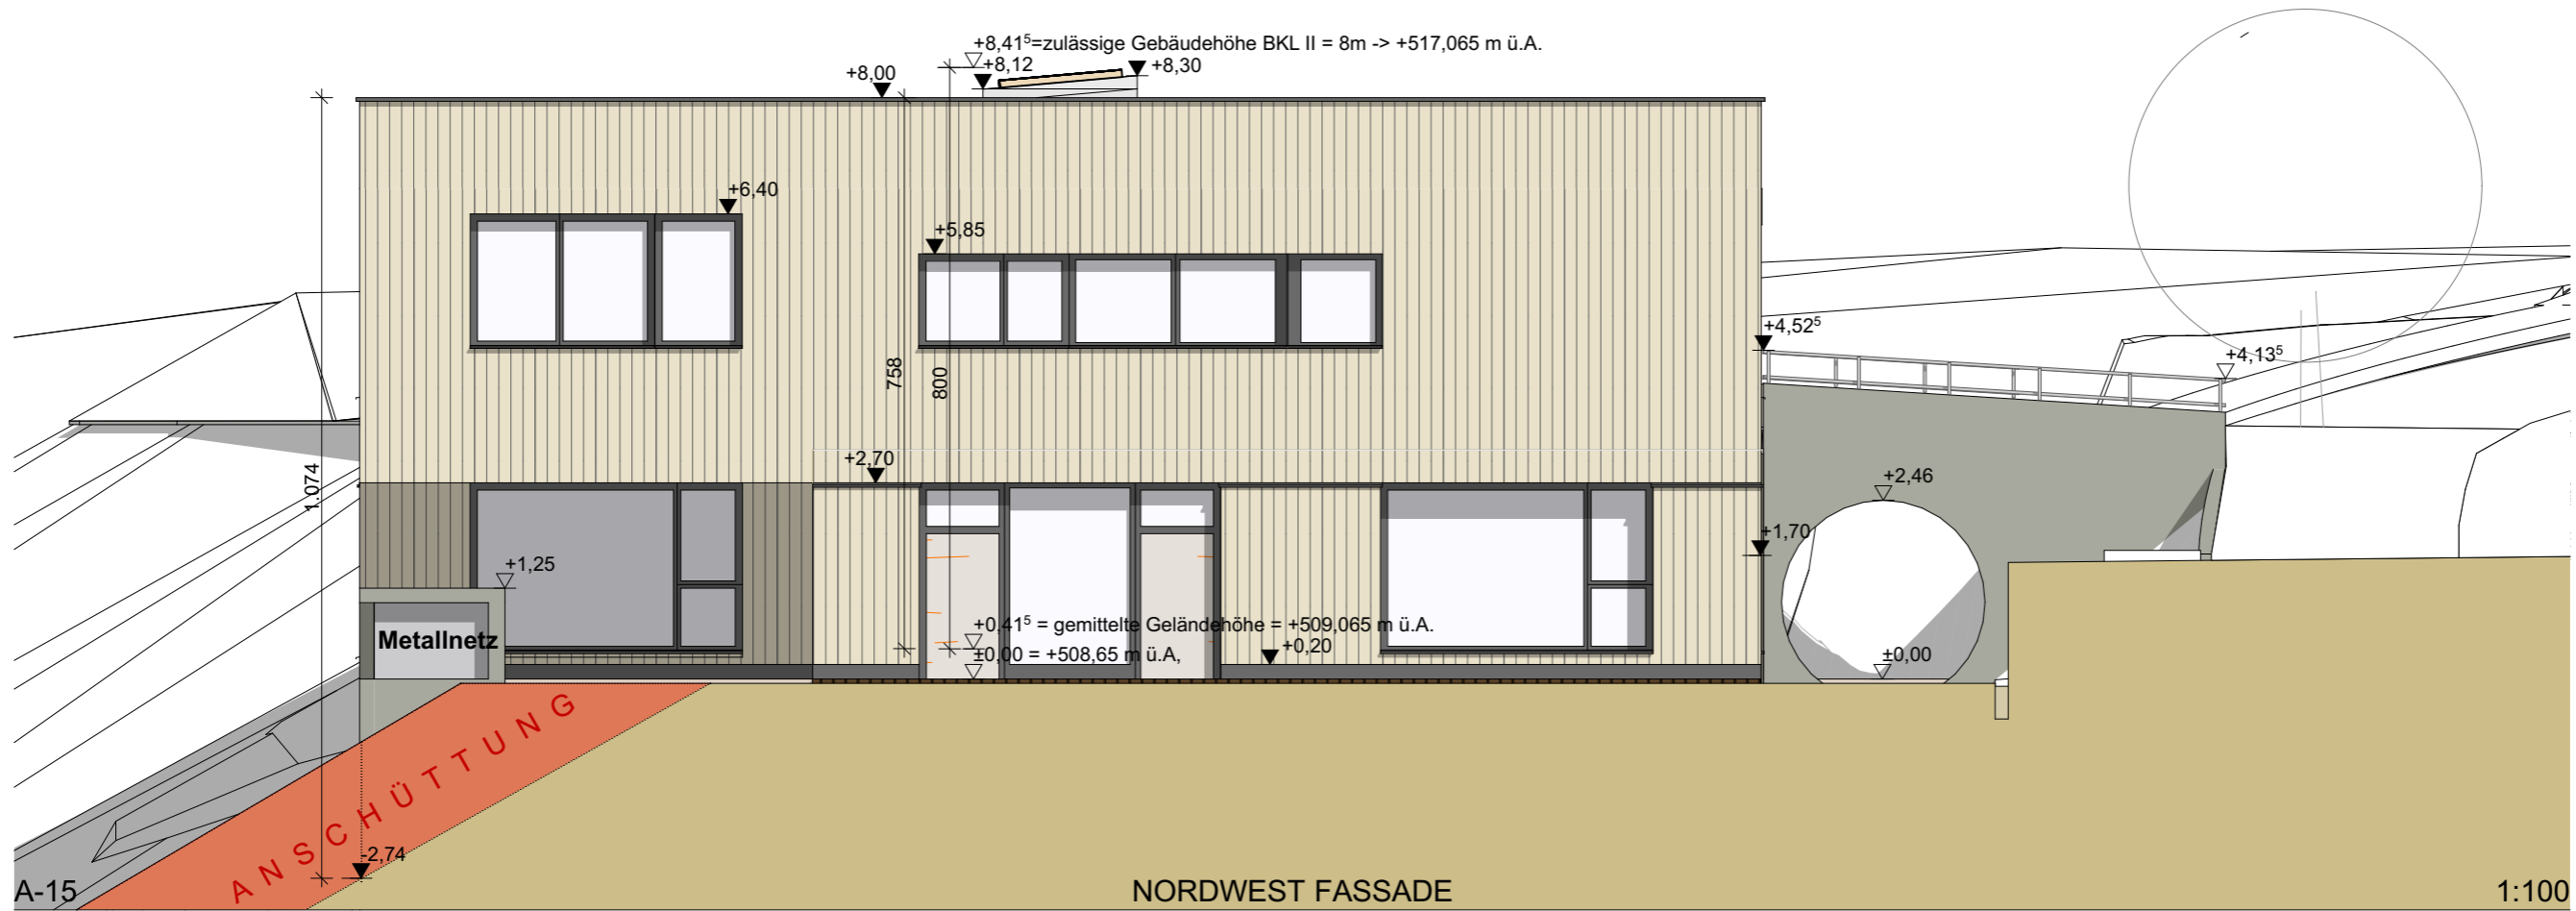 +8,41⁵=zulässige Gebäudehöhe BKL II = 8m -> +517,065 m ü.A.
+8,12
+8,30
+8,00
+6,40
+5,85
+4,52⁵
+4,13⁵
758
800
1.074
+2,70
+2,46
+1,70
+1,25
Metallnetz
+0,41⁵ = gemittelte Geländehöhe = +509,065 m ü.A.
+0,20
±0,00 = +508,65 m ü.A,
±0,00
ANSCHÜTTUNG
-2,74
A-15
NORDWEST FASSADE
1:100